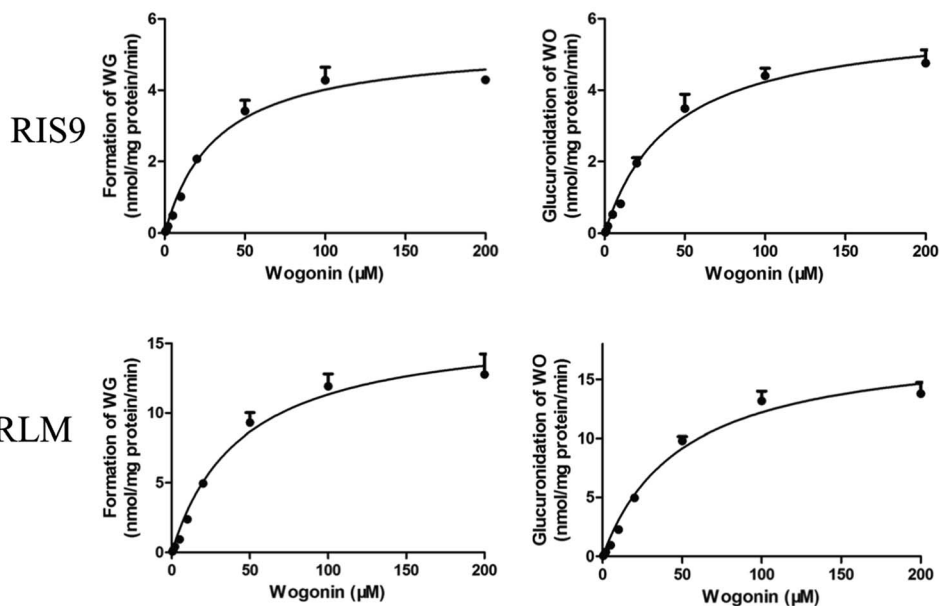 RIS9
Formation of WG
(nmol/mg protein/min)
6
4
2
0
0
50
100
150
200
Wogonin (µM)
Glucuronidation of WO
(nmol/mg protein/min)
6
4
2
0
0
50
100
150
200
Wogonin (µM)
RLM
Formation of WG
(nmol/mg protein/min)
15
10
5
0
0
50
100
150
200
Wogonin (µM)
Glucuronidation of WO
(nmol/mg protein/min)
15
10
5
0
0
50
100
150
200
Wogonin (µM)